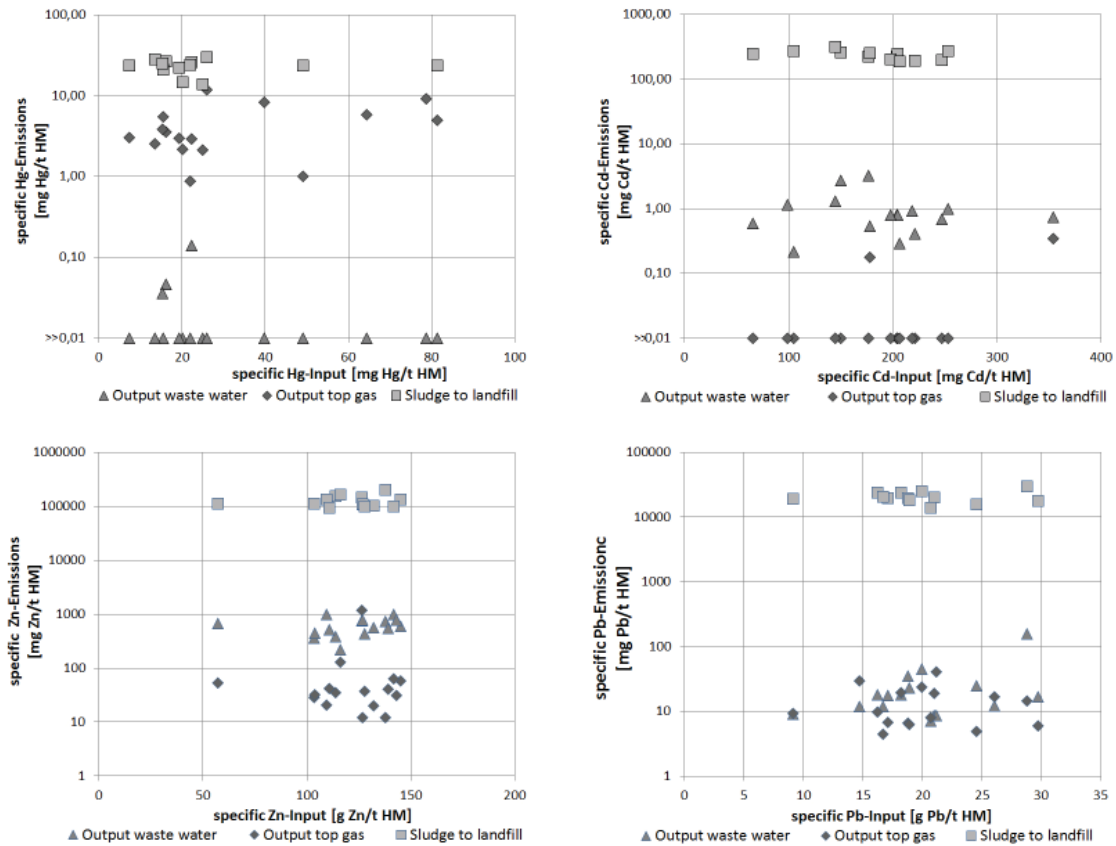 specific Hg-Emissions
[mg Hg/t HM]
100,00
10,00
1,00
0,10
>>0,01
0 20 40 60 80 100
specific Hg-Input [mg Hg/t HM]
Output waste water Output top gas Sludge to landfill
specific Cd-Emissions
[mg Cd/t HM]
1000,00
100,00
10,00
1,00
0,10
>>0,01
0 100 200 300 400
specific Cd-Input [mg Cd/t HM]
Output waste water Output top gas Sludge to landfill
specific Zn-Emissions
[mg Zn/t HM]
1000000
100000
10000
1000
100
10
1
0 50 100 150 200
specific Zn-Input [g Zn/t HM]
Output waste water Output top gas Sludge to landfill
specific Pb-Emissionc
[mg Pb/t HM]
100000
10000
1000
100
10
1
0 5 10 15 20 25 30 35
specific Pb-Input [g Pb/t HM]
Output waste water Output top gas Sludge to landfill